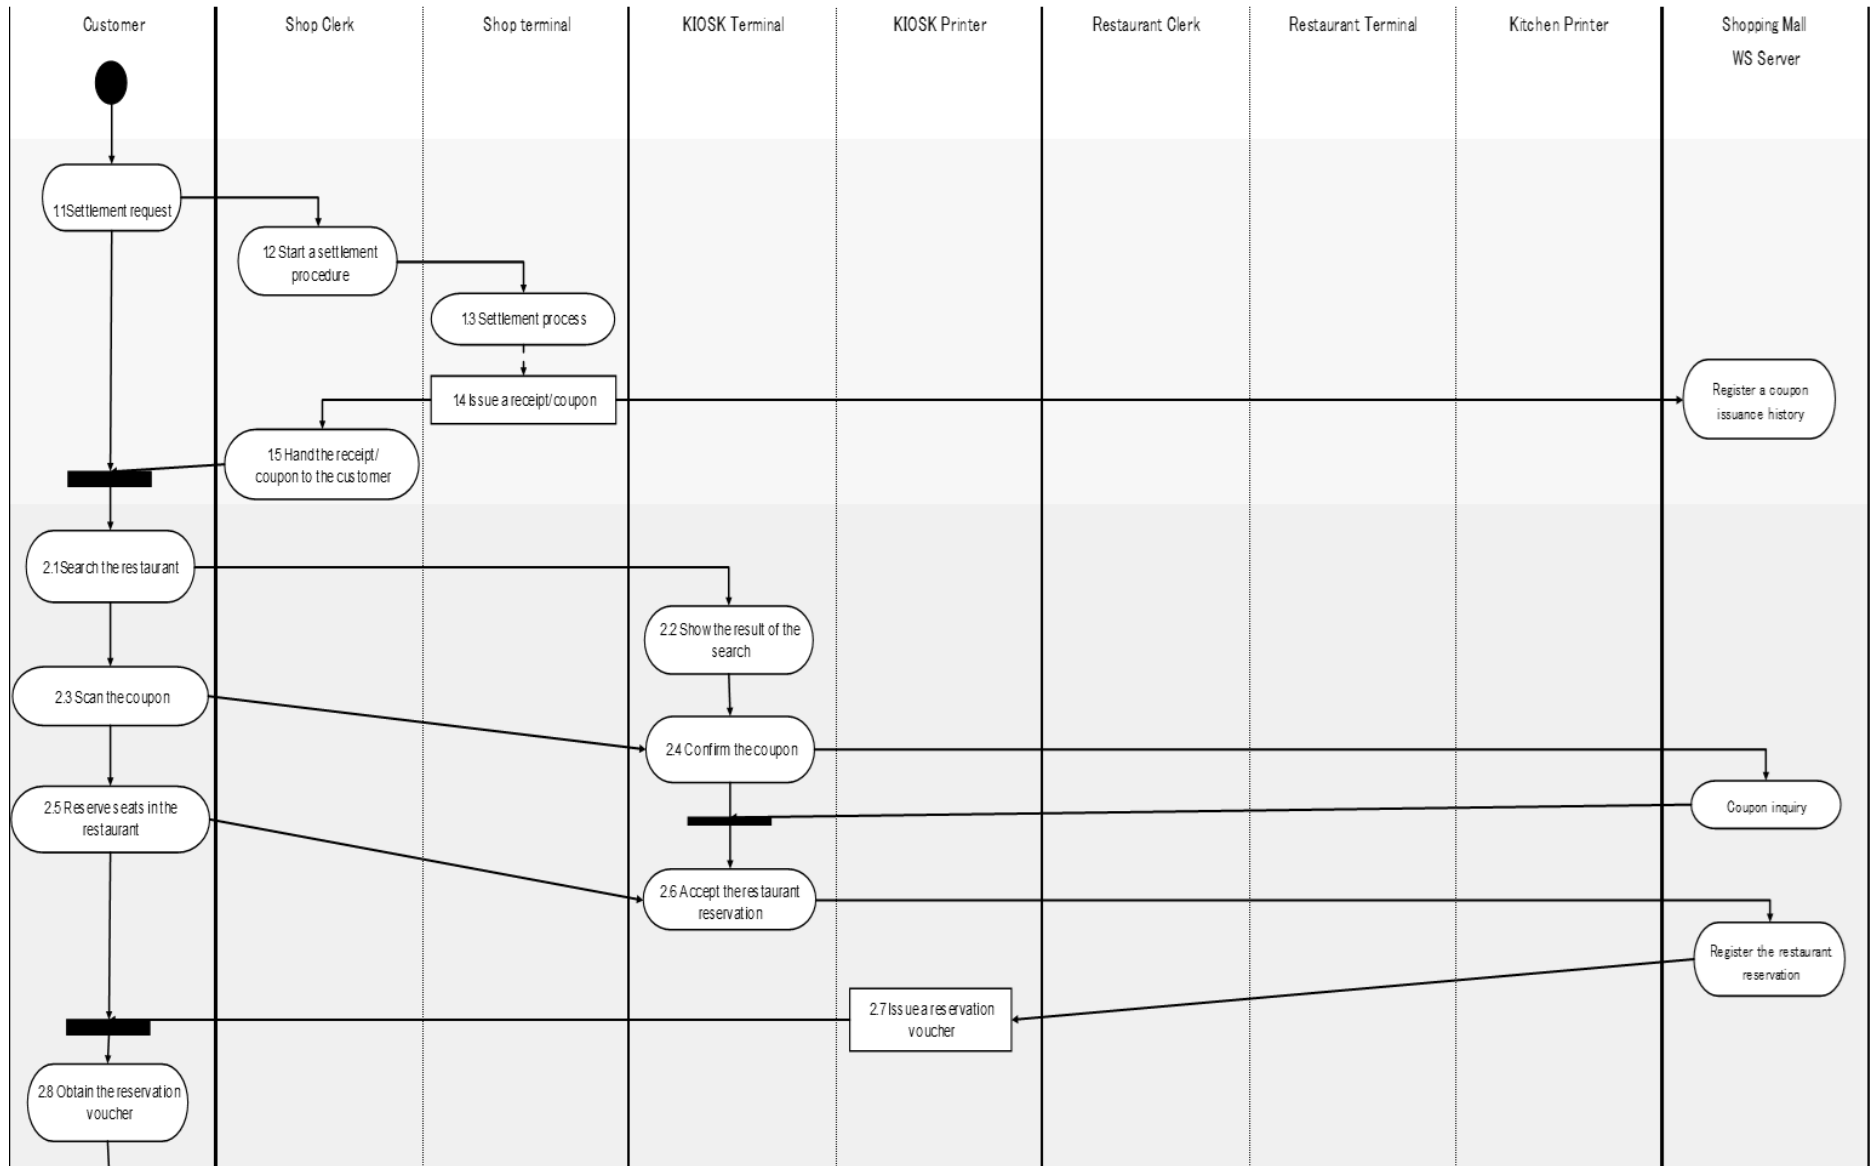 Customer
Shop Clerk
Shop terminal
KIOSK Terminal
KIOSK Printer
Restaurant Clerk
Restaurant Terminal
Kitchen Printer
Shopping Mall
WS Server
1.1 Settlement request
1.2 Start a settlement
procedure
1.3 Settlement process
1.4 Issue a receipt/coupon
Register a coupon
issuance history
1.5 Hand the receipt/
coupon to the customer
2.1 Search the restaurant
2.2 Show the result of the
search
2.3 Scan the coupon
2.4 Confirm the coupon
2.5 Reserve seats in the
restaurant
Coupon inquiry
2.6 Accept the restaurant
reservation
Register the restaurant
reservation
2.7 Issue a reservation
voucher
2.8 Obtain the reservation
voucher